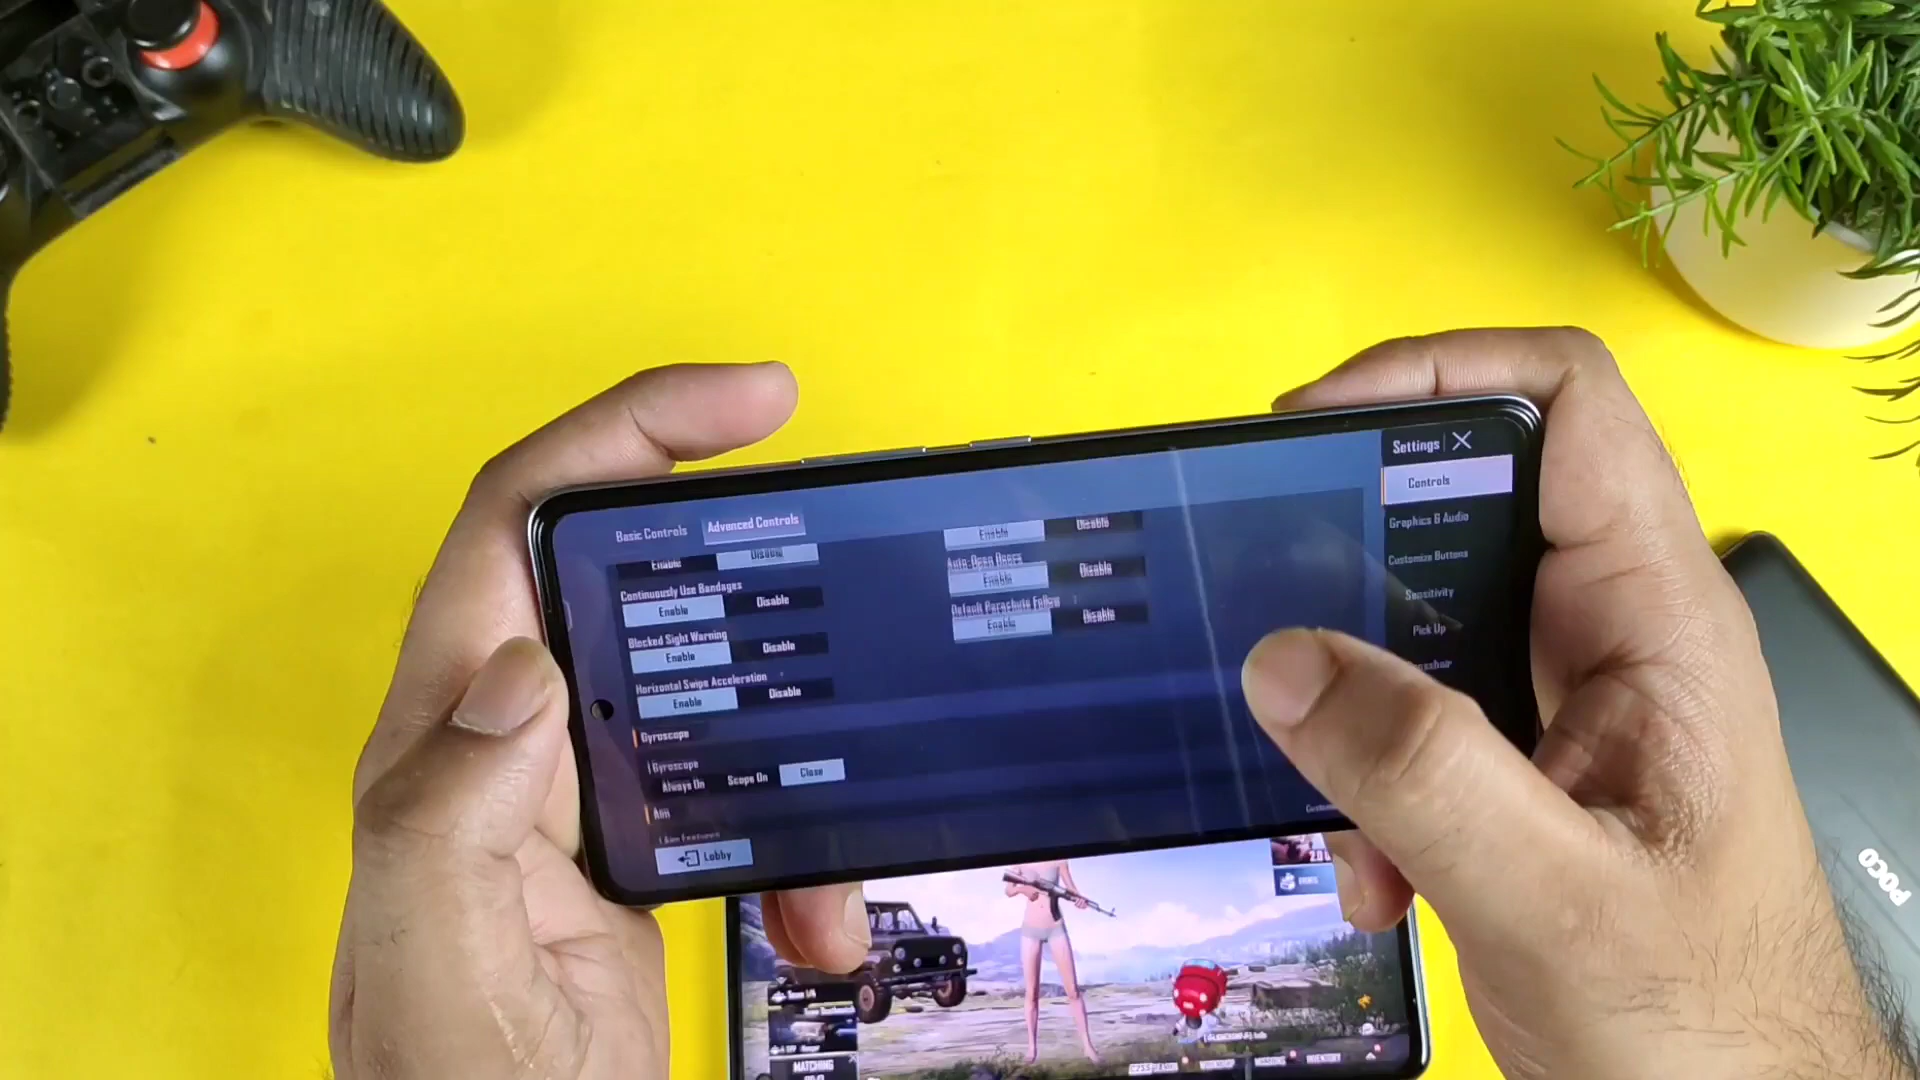 Settings
Controls
Graphics & Audio
Customize Buttons
Sensitivity
Pick Up
Basic Controls
Advanced Controls
Enable Disable
Continuously Use Bandages
Enable Disable
Blocked Sight Warning
Enable Disable
Horizontal Swipe Acceleration
Enable Disable
Gyroscope
Gyroscope
Always On Scope On Close
Aim
Lobby
Enable Disable
Auto-Open Doors
Enable Disable
Default Parachute Follow
Enable Disable
POCO
MATCHING
INVENTORY